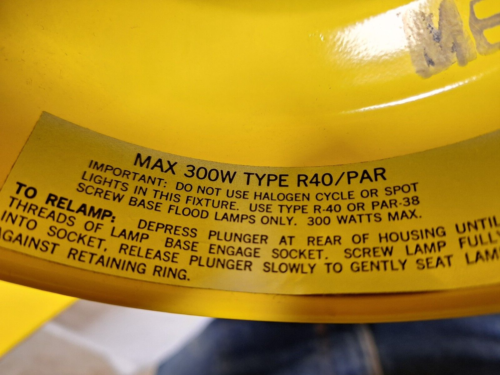 ME
MAX 300W TYPE R40/PAR
IMPORTANT: DO NOT USE HALOGEN CYCLE OR SPOT
LIGHTS IN THIS FIXTURE. USE TYPE R-40 OR PAR-38
SCREW BASE FLOOD LAMPS ONLY. 300 WATTS MAX.
TO RELAMP: DEPRESS PLUNGER AT REAR OF HOUSING UNTIL
THREADS OF LAMP BASE ENGAGE SOCKET. SCREW LAMP FULLY
INTO SOCKET, RELEASE PLUNGER SLOWLY TO GENTLY SEAT LAM
AGAINST RETAINING RING.